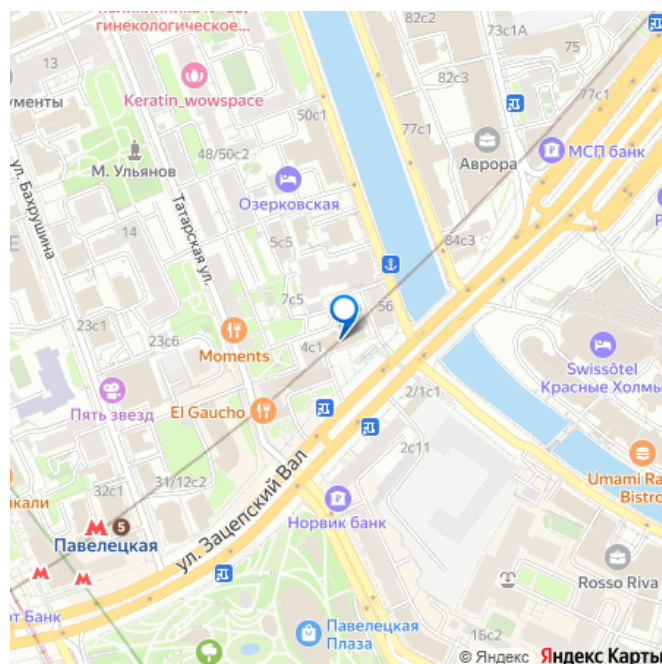 гинекологическое...
82с2
73с1А
13
75
Keratin_wowspace
82с3
77с1
50с1
77с1
МСП банк
48/50с2
Аврора
М. Ульянов
ул. Бахрушина
Озерковская
Татарская ул.
14
5с5
84с3
7с5
56
23с1
23с6
Moments
4с1
Swissôtel
Красные Холмы
Пять звезд
El Gaucho
2/1с1
2с11
Umami Ra
Bistro
32с1
31/12с2
ул. Зацепский Вал
5
Павелецкая
Норвик банк
Rosso Riva
Банк
Павелецкая
Плаза
16с2
© Яндекс Яндекс Карты